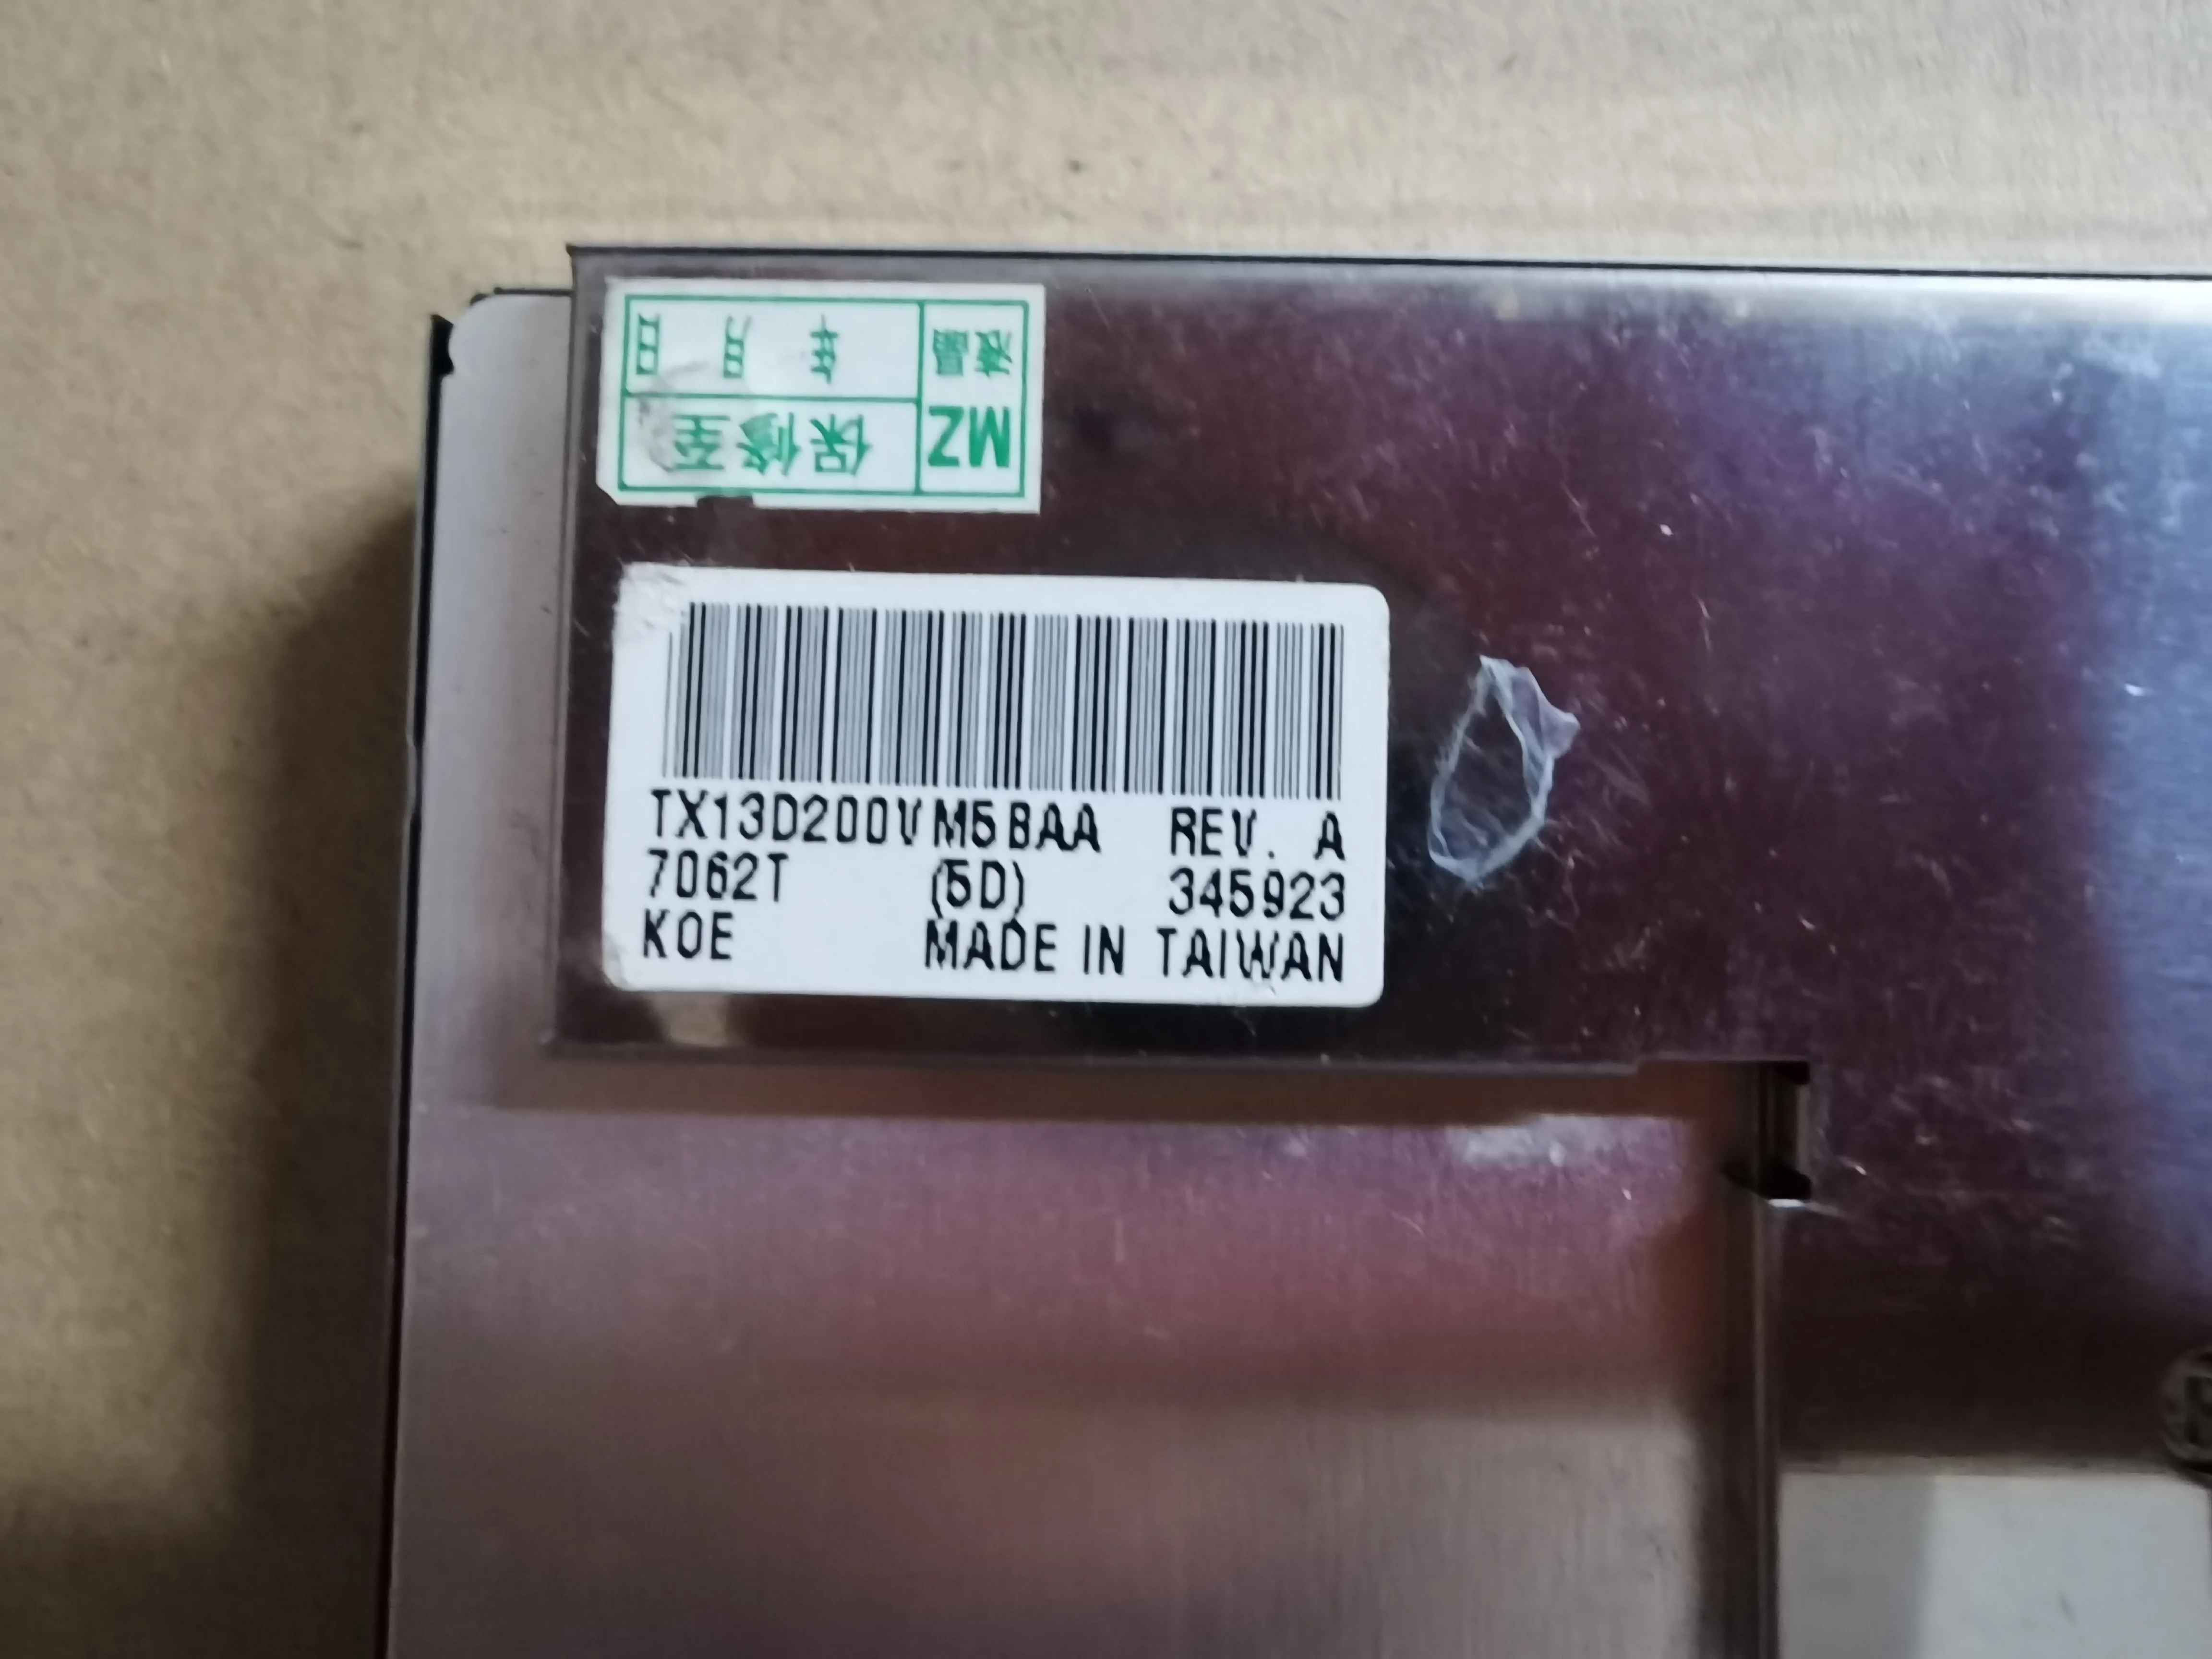 MZ
液晶
保修至
年 月 日
TX13D200VM5BAA REV. A
7062T (5D) 345923
KOE MADE IN TAIWAN